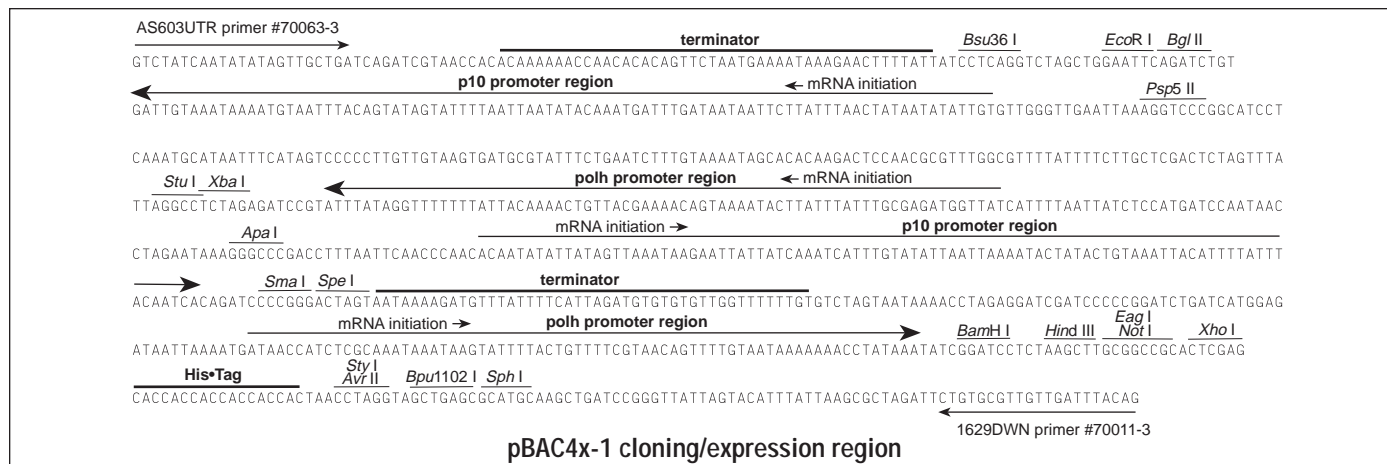 AS603UTR primer #70063-3
terminator
Bsu36 I
EcoR I
Bgl II
GTCTATCAATATATAGTTGCTGATCAGATCGTAACCACACAAAAAACCAACACACACAGTTCTAATGAAAATAAAGAACTTTTATTATCCTCAGGTCTAGCTGGAATTCAGATCTGT
p10 promoter region
mRNA initiation
Psp5 II
GATTGTAAATAAAATGTAATTTACAGTATAGTATTTTAATTAATATACAAATGATTTGATAATAATTCTTATTTAACTATAATATATTGTGTTGGGTTGAATTAAAGGTCCCGGCATCCT
CAAATGCATAATTTCATAGTCCCCCTTGTTGTAAGTGATGCGTATTTCTGAATCTTTGTAAAATAGCACACAAGACTCCAACGCGTTTGGCGTTTTATTTTCTTGCTCGACTCTAGTTTA
Stu I
Xba I
polh promoter region
mRNA initiation
TTAGGCCTCTAGAGATCCGTATTTATAGGTTTTTTTATTACAAAACTGTTACGAAAACAGTAAAATACTTATTTATTTGCGAGATGGTTATCATTTTAATTATCTCCATGATCCAATAAC
Apa I
mRNA initiation
p10 promoter region
CTAGAATAAAGGGCCCGACCTTTAATTCAACCCAACACAATATATTATAGTTAAATAAGAATTATTATCAAATCATTTGTATATTAATTAAAATACTATACTGTAAATTACATTTTATTT
Sma I
Spe I
terminator
ACAATCACAGATCCCCGGGACTAGTAATAAAAGATGTTTATTTTCATTAGATGTGTGTGTTGGTTTTTTGTGTCTAGTAATAAAACCTAGAGGATCGATCCCCCGGATCTGATCATGGAG
mRNA initiation
polh promoter region
BamH I
Hind III
Eag I
Not I
Xho I
ATAATTAAAATGATAACCATCTCGCAAATAAATAAGTATTTTACTGTTTTCGTAACAGTTTTGTAATAAAAAAACCTATAAATATCGGATCCTCTAAGCTTGCGGCCGCACTCGAG
His•Tag
Sty I
Avr II
Bpu1102 I
Sph I
CACCACCACCACCACCACTAACCTAGGTAGCTGAGCGCATGCAAGCTGATCCGGGTTATTAGTACATTTATTAAGCGCTAGATTCTGTGCGTTGTTGATTTACAG
1629DWN primer #70011-3
pBAC4x-1 cloning/expression region